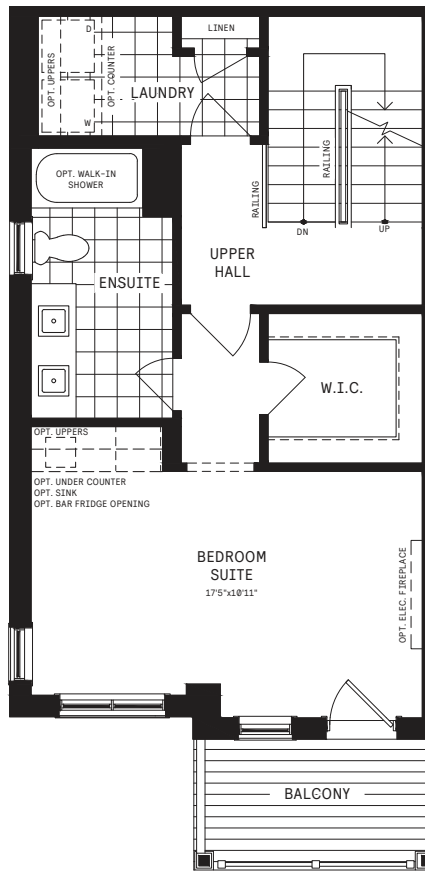 LINEN
D
OPT. UPPERS
OPT. COUNTER
LAUNDRY
W
OPT. WALK-IN
SHOWER
RAILING
RAILING
DN
UP
UPPER
HALL
ENSUITE
W.I.C.
OPT. UPPERS
OPT. UNDER COUNTER
OPT. SINK
OPT. BAR FRIDGE OPENING
BEDROOM
SUITE
17'5"x10'11"
OPT. ELEC. FIREPLACE
BALCONY